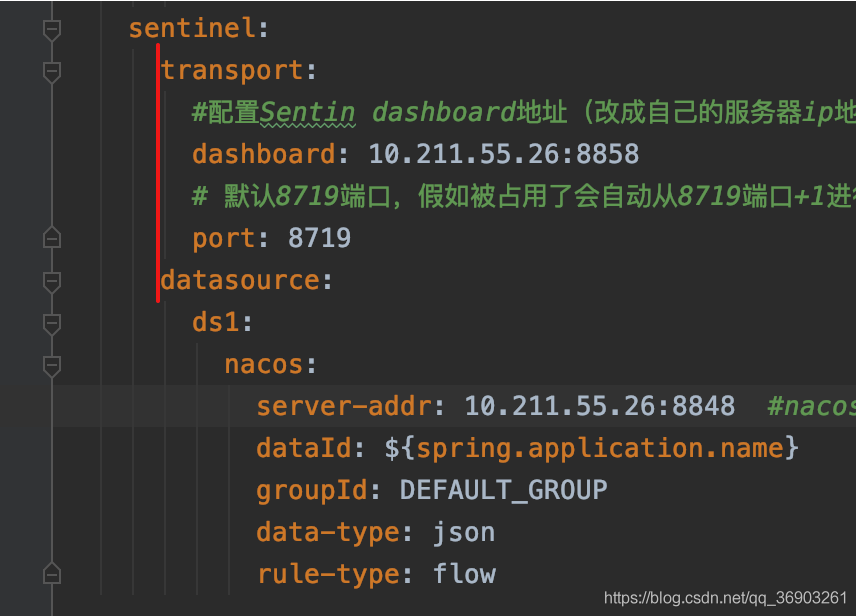 sentinel:
transport:
#配置Sentin dashboard地址（改成自己的服务器ip地
dashboard: 10.211.55.26:8858
# 默认8719端口，假如被占用了会自动从8719端口+1进行
port: 8719
datasource:
ds1:
nacos:
server-addr: 10.211.55.26:8848  #nacos
dataId: ${spring.application.name}
groupId: DEFAULT_GROUP
data-type: json
rule-type: flow
https://blog.csdn.net/qq_36903261